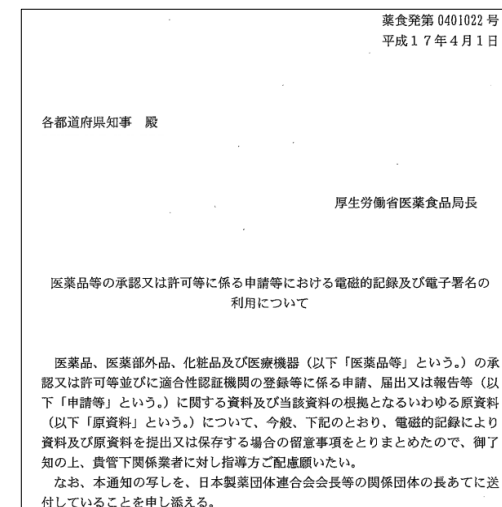 薬食発第0401022号
平成17年4月1日
各都道府県知事　殿
厚生労働省医薬食品局長
医薬品等の承認又は許可等に係る申請等における電磁的記録及び電子署名の
利用について
医薬品、医薬部外品、化粧品及び医療機器（以下「医薬品等」という。）の承
認又は許可等並びに適合性認証機関の登録等に係る申請、届出又は報告等（以
下「申請等」という。）に関する資料及び当該資料の根拠となるいわゆる原資料
（以下「原資料」という。）について、今般、下記のとおり、電磁的記録により
資料及び原資料を提出又は保存する場合の留意事項をとりまとめたので、御了
知の上、貴管下関係業者に対し指導方ご配慮願いたい。
なお、本通知の写しを、日本製薬団体連合会会長等の関係団体の長あてに送
付していることを申し添える。